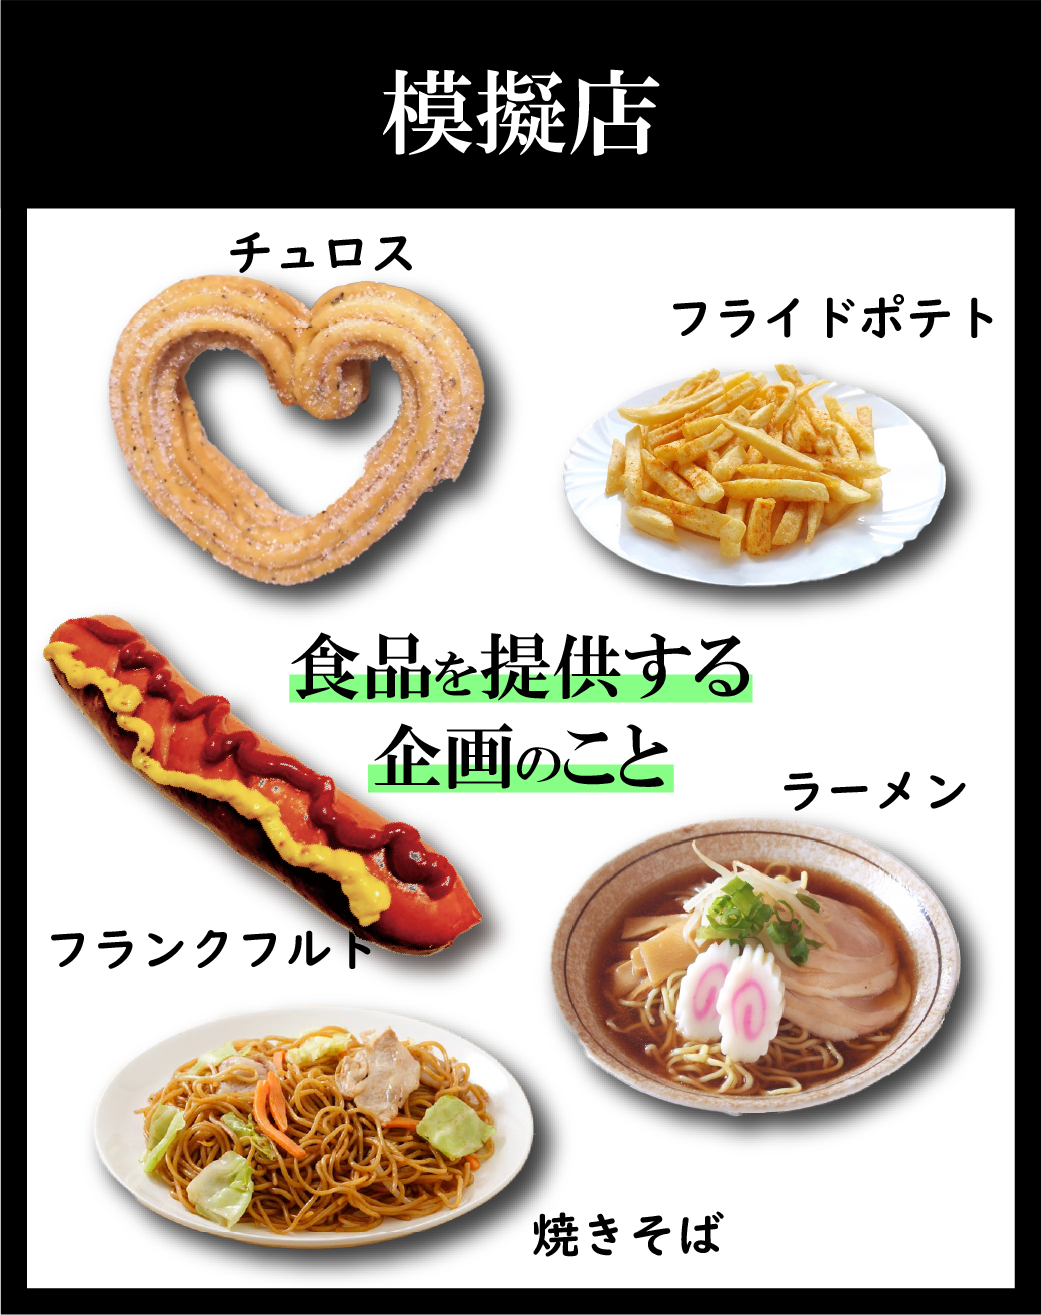 模擬店
チュロス
フライドポテト
食品を提供する
企画のこと
ラーメン
フランクフルト
焼きそば